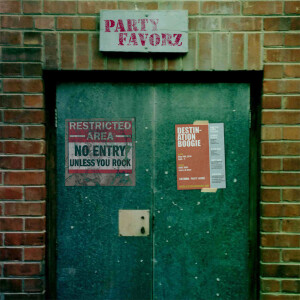 PARTY
FAVORZ
RESTRICTED
AREA
NO ENTRY
UNLESS YOU ROCK
DESTIN-
ATION
BOOGIE